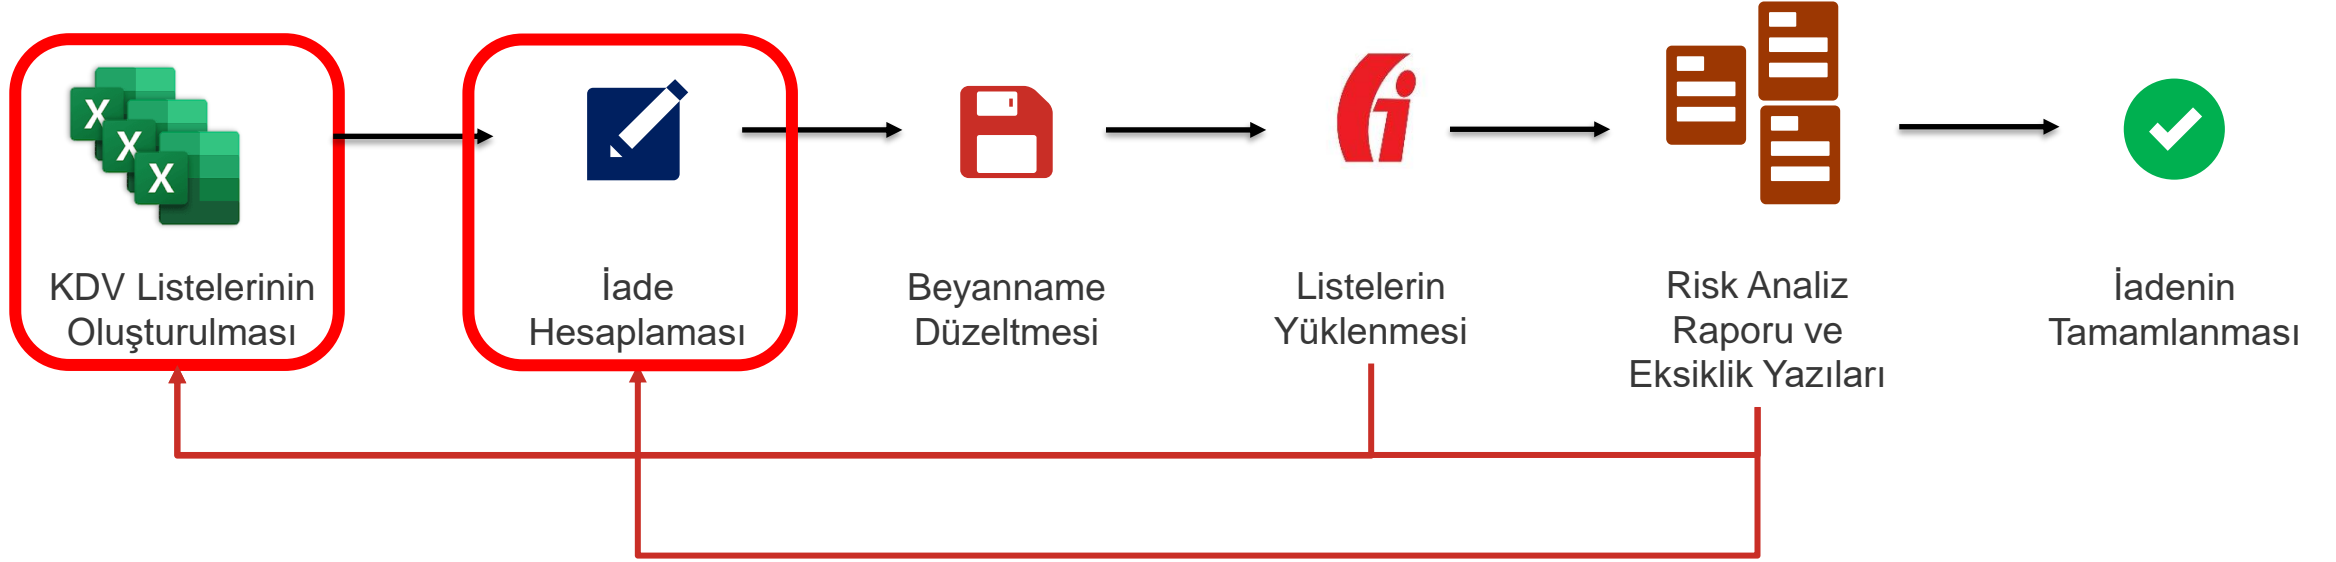 X
X
X
KDV Listelerinin
Oluşturulması
İade
Hesaplaması
Beyanname
Düzeltmesi
Listelerin
Yüklenmesi
Risk Analiz
Raporu ve
Eksiklik Yazıları
İadenin
Tamamlanması